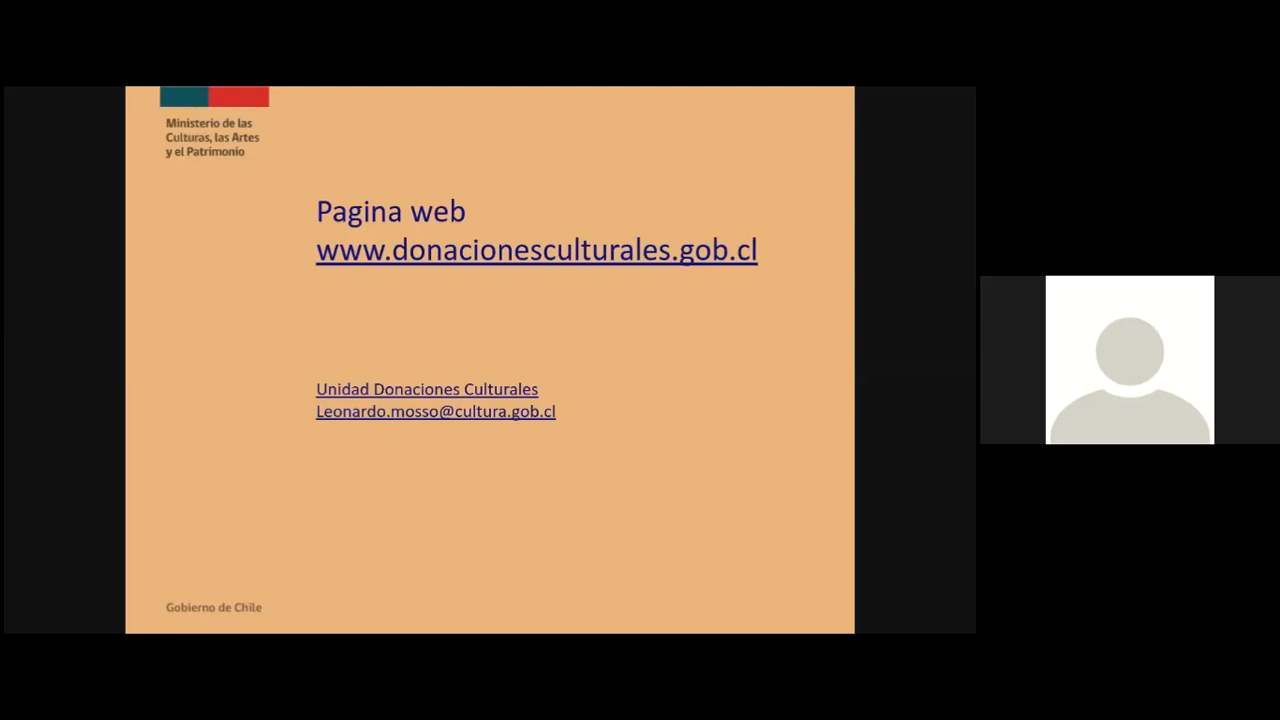 Ministerio de las
Culturas, las Artes
y el Patrimonio
Pagina web
www.donacionesculturales.gob.cl
Unidad Donaciones Culturales
Leonardo.mosso@cultura.gob.cl
Gobierno de Chile